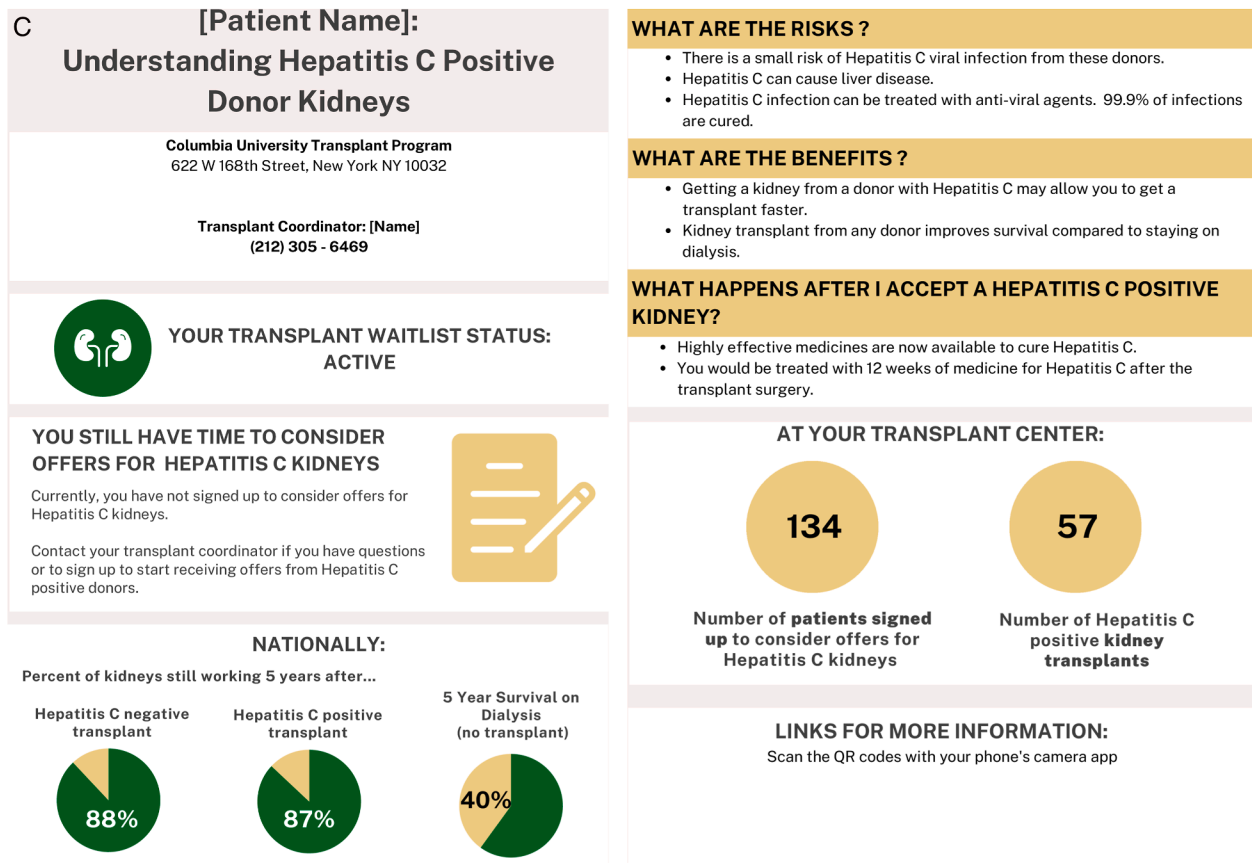 C
[Patient Name]:
Understanding Hepatitis C Positive
Donor Kidneys
Columbia University Transplant Program
622 W 168th Street, New York NY 10032
Transplant Coordinator: [Name]
(212) 305 - 6469
YOUR TRANSPLANT WAITLIST STATUS:
ACTIVE
YOU STILL HAVE TIME TO CONSIDER
OFFERS FOR HEPATITIS C KIDNEYS
Currently, you have not signed up to consider offers for
Hepatitis C kidneys.
Contact your transplant coordinator if you have questions
or to sign up to start receiving offers from Hepatitis C
positive donors.
NATIONALLY:
Percent of kidneys still working 5 years after...
Hepatitis C negative
transplant
88%
Hepatitis C positive
transplant
87%
5 Year Survival on
Dialysis
(no transplant)
40%
WHAT ARE THE RISKS ?
• There is a small risk of Hepatitis C viral infection from these donors.
• Hepatitis C can cause liver disease.
• Hepatitis C infection can be treated with anti-viral agents. 99.9% of infections
are cured.
WHAT ARE THE BENEFITS ?
• Getting a kidney from a donor with Hepatitis C may allow you to get a
transplant faster.
• Kidney transplant from any donor improves survival compared to staying on
dialysis.
WHAT HAPPENS AFTER I ACCEPT A HEPATITIS C POSITIVE
KIDNEY?
• Highly effective medicines are now available to cure Hepatitis C.
• You would be treated with 12 weeks of medicine for Hepatitis C after the
transplant surgery.
AT YOUR TRANSPLANT CENTER:
134
Number of patients signed
up to consider offers for
Hepatitis C kidneys
57
Number of Hepatitis C
positive kidney
transplants
LINKS FOR MORE INFORMATION:
Scan the QR codes with your phone's camera app